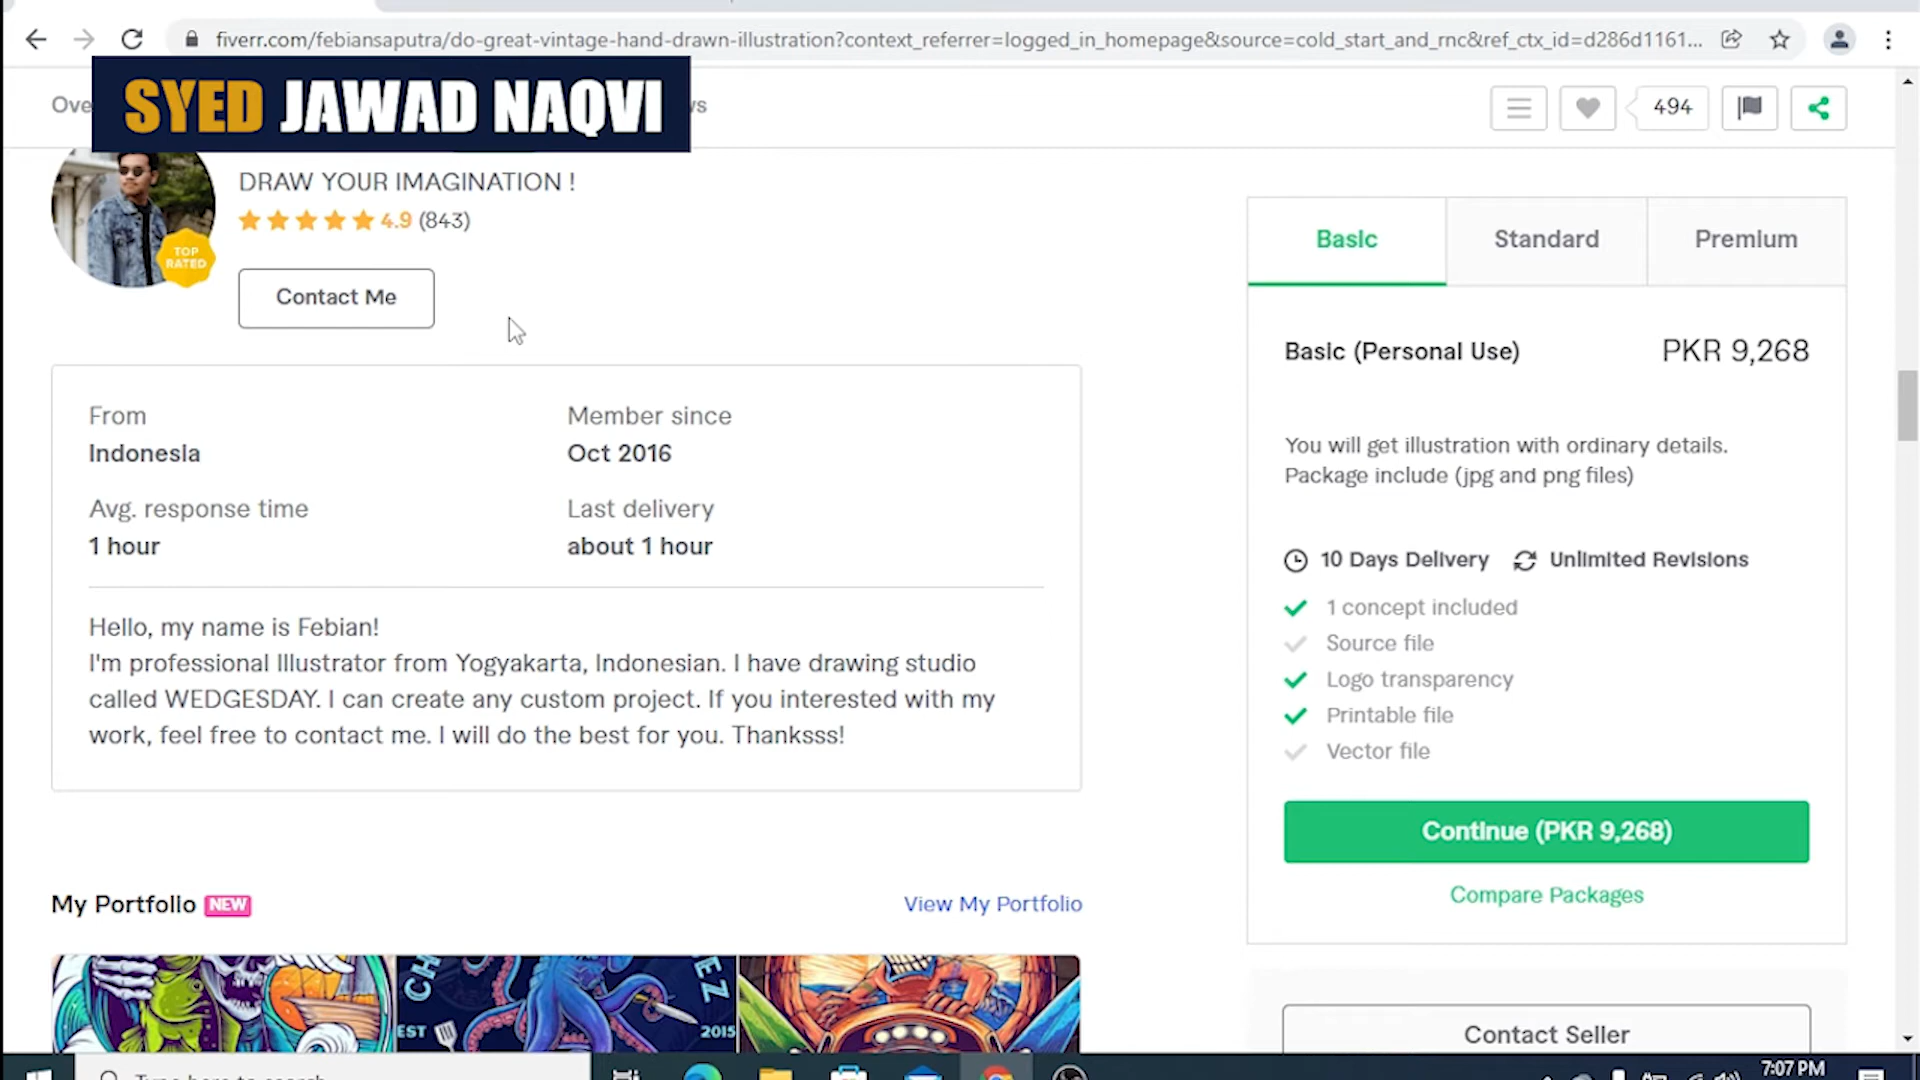 fiverr.com/febiansaputra/do-great-vintage-hand-drawn-illustration?context_referrer=logged_in_homepage&source=cold_start_and_rnc&ref_ctx_id=d286d1161...
SYED JAWAD NAQVI
494
TOP
RATED
DRAW YOUR IMAGINATION !
4.9 (843)
Contact Me
From
Indonesia
Member since
Oct 2016
Avg. response time
1 hour
Last delivery
about 1 hour
Hello, my name is Febian!
I'm professional Illustrator from Yogyakarta, Indonesian. I have drawing studio
called WEDGESDAY. I can create any custom project. If you interested with my
work, feel free to contact me. I will do the best for you. Thanksss!
My Portfolio NEW
View My Portfolio
EST
2015
Basic
Standard
Premium
Basic (Personal Use)
PKR 9,268
You will get illustration with ordinary details.
Package include (jpg and png files)
10 Days Delivery
Unlimited Revisions
1 concept included
Source file
Logo transparency
Printable file
Vector file
Continue (PKR 9,268)
Compare Packages
Contact Seller
Type here to search
7:07 PM